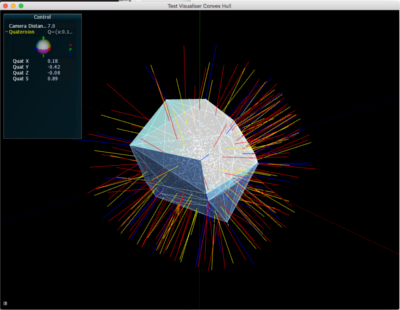 Test Visualiser Convex Hull
Control
Camera Distan.. 7.0
Quaternion Q={x:0.1..
Quat X 0.18
Quat Y -0.42
Quat Z -0.08
Quat S 0.89